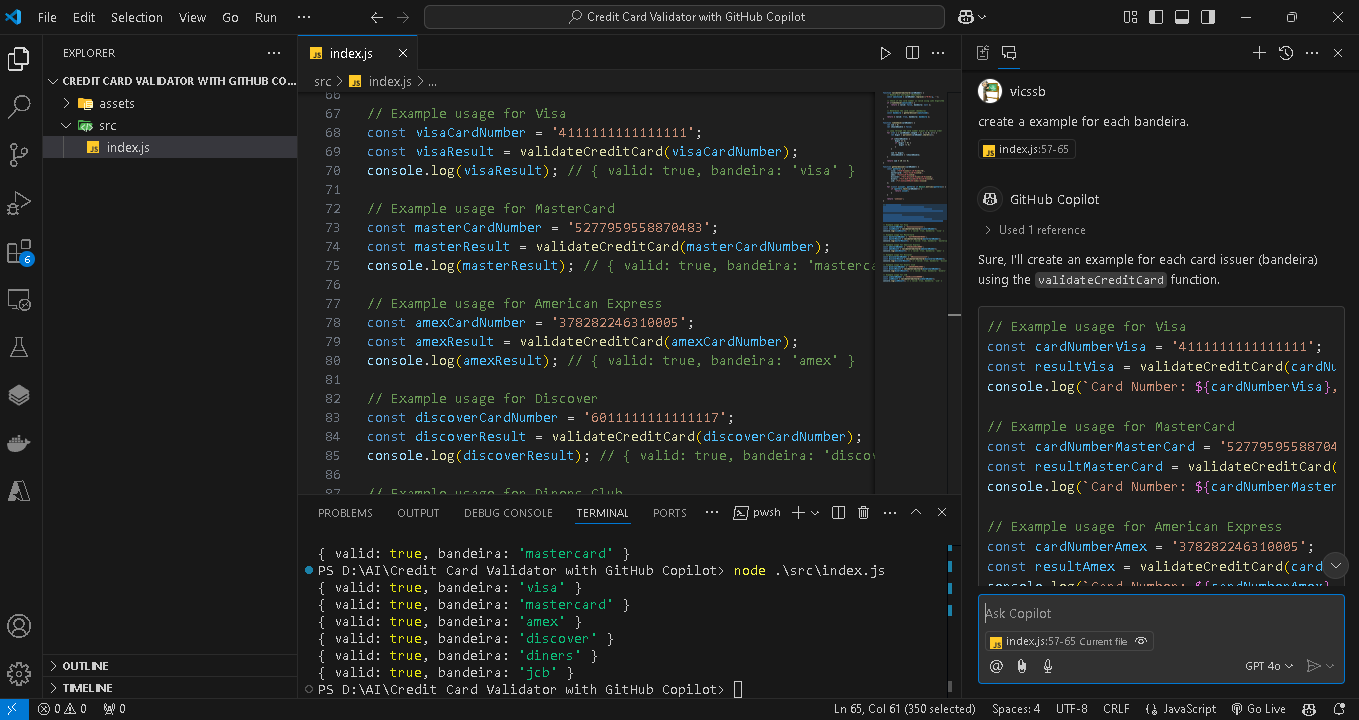 File Edit Selection View Go Run ··· Credit Card Validator with GitHub Copilot
EXPLORER ···
CREDIT CARD VALIDATOR WITH GITHUB CO...
assets
src
JS index.js
6
OUTLINE
TIMELINE
JS index.js
src > JS index.js > ...
66
67 // Example usage for Visa
68 const visaCardNumber = '4111111111111111';
69 const visaResult = validateCreditCard(visaCardNumber);
70 console.log(visaResult); // { valid: true, bandeira: 'visa' }
71
72 // Example usage for MasterCard
73 const masterCardNumber = '5277959558870483';
74 const masterResult = validateCreditCard(masterCardNumber);
75 console.log(masterResult); // { valid: true, bandeira: 'masterca
76
77 // Example usage for American Express
78 const amexCardNumber = '378282246310005';
79 const amexResult = validateCreditCard(amexCardNumber);
80 console.log(amexResult); // { valid: true, bandeira: 'amex' }
81
82 // Example usage for Discover
83 const discoverCardNumber = '6011111111111117';
84 const discoverResult = validateCreditCard(discoverCardNumber);
85 console.log(discoverResult); // { valid: true, bandeira: 'discov
86
87 // Example usage for Diners Club
PROBLEMS OUTPUT DEBUG CONSOLE TERMINAL PORTS ··· pwsh
{ valid: true, bandeira: 'mastercard' }
PS D:\AI\Credit Card Validator with GitHub Copilot> node .\src\index.js
{ valid: true, bandeira: 'visa' }
{ valid: true, bandeira: 'mastercard' }
{ valid: true, bandeira: 'amex' }
{ valid: true, bandeira: 'discover' }
{ valid: true, bandeira: 'diners' }
{ valid: true, bandeira: 'jcb' }
PS D:\AI\Credit Card Validator with GitHub Copilot>
vicssb
create a example for each bandeira.
JS index.js:57-65
GitHub Copilot
> Used 1 reference
Sure, I'll create an example for each card issuer (bandeira)
using the validateCreditCard function.
// Example usage for Visa
const cardNumberVisa = '4111111111111111';
const resultVisa = validateCreditCard(cardNu
console.log(`Card Number: ${cardNumberVisa},
// Example usage for MasterCard
const cardNumberMasterCard = '52779595588704
const resultMasterCard = validateCreditCard(
console.log(`Card Number: ${cardNumberMaster
// Example usage for American Express
const cardNumberAmex = '378282246310005';
const resultAmex = validateCreditCard(card
console.log(`Card Number: ${cardNumberAmex}
Ask Copilot
JS index.js:57-65 Current file
@ GPT 4o
0 0 0 Ln 65, Col 61 (350 selected) Spaces: 4 UTF-8 CRLF {} JavaScript Go Live